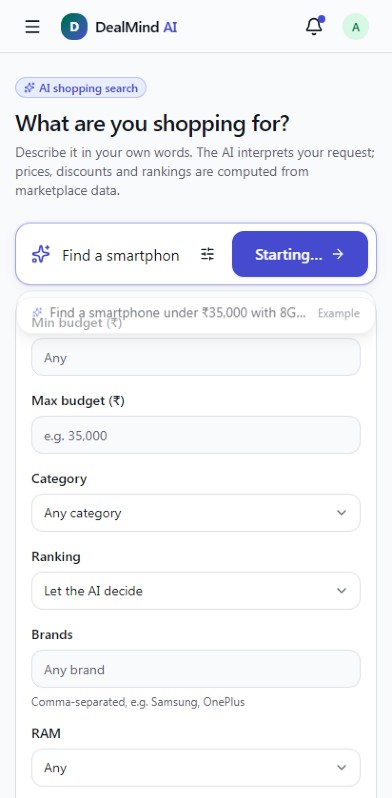 D DealMind AI
A
AI shopping search
What are you shopping for?
Describe it in your own words. The AI interprets your request;
prices, discounts and rankings are computed from
marketplace data.
Find a smartphon
Starting...
Find a smartphone under ₹35,000 with 8G... Example
Min budget (₹)
Any
Max budget (₹)
e.g. 35,000
Category
Any category
Ranking
Let the AI decide
Brands
Any brand
Comma-separated, e.g. Samsung, OnePlus
RAM
Any